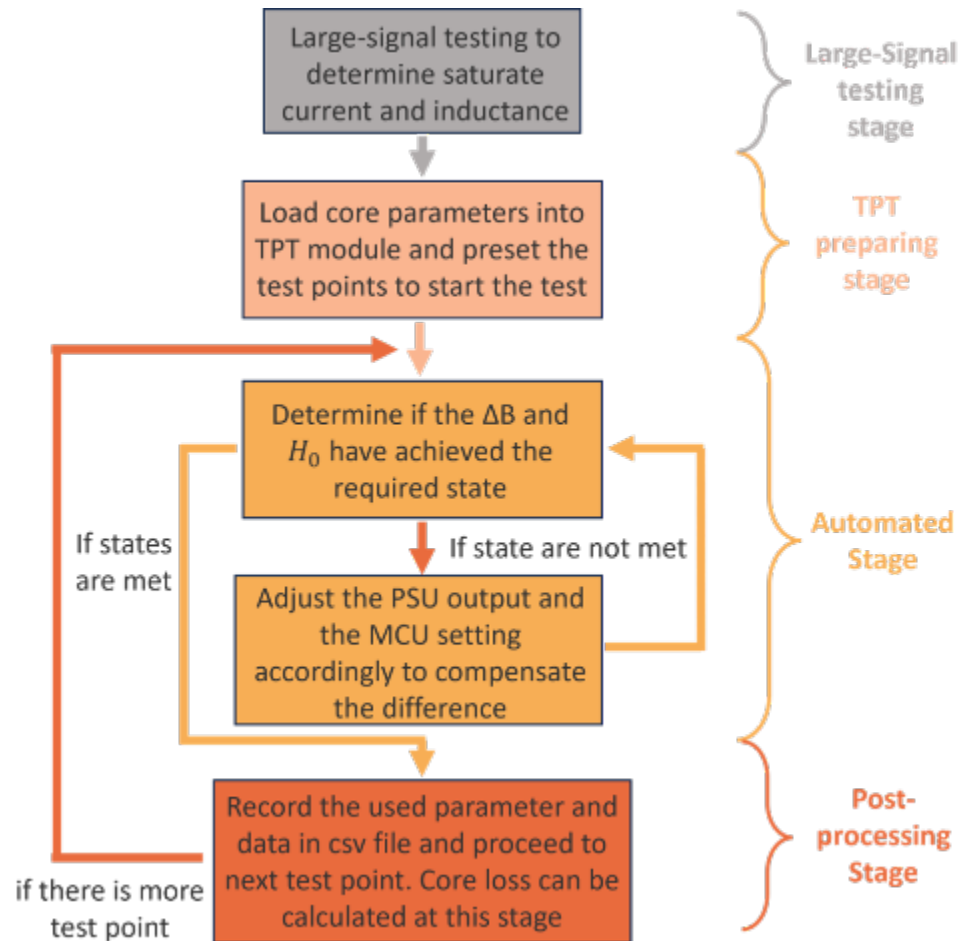 Large-signal testing to
determine saturate
current and inductance
Large-Signal
testing
stage
Load core parameters into
TPT module and preset the
test points to start the test
TPT
preparing
stage
Determine if the ΔB and
H₀ have achieved the
required state
If states
are met
If state are not met
Automated
Stage
Adjust the PSU output and
the MCU setting
accordingly to compensate
the difference
Record the used parameter and
data in csv file and proceed to
next test point. Core loss can be
calculated at this stage
Post-
processing
Stage
if there is more
test point